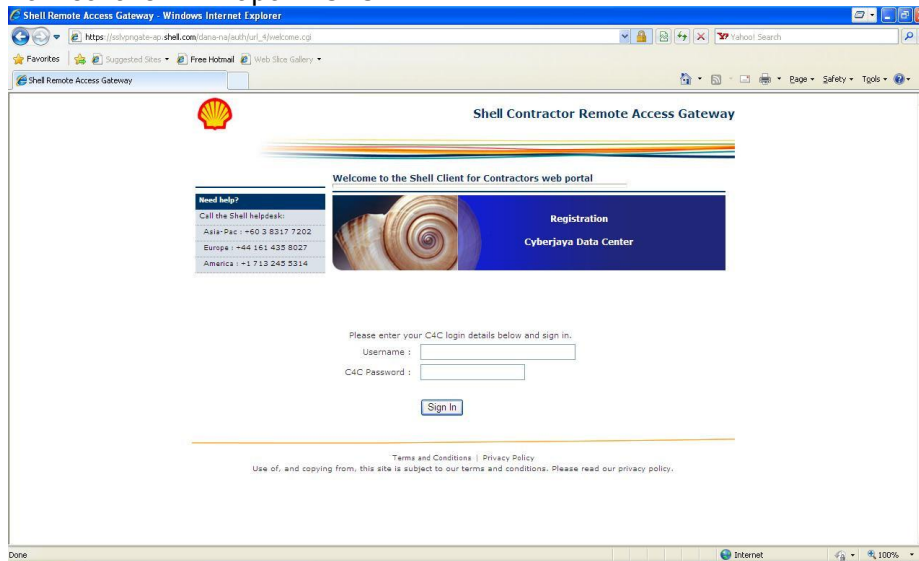 Shell Remote Access Gateway - Windows Internet Explorer
https://sslvpngate-ap.shell.com/dana-na/auth/url_4/welcome.cgi
Yahoo! Search
Favorites
Suggested Sites
Free Hotmail
Web Slice Gallery
Shell Remote Access Gateway
Page
Safety
Tools
Shell Contractor Remote Access Gateway
Welcome to the Shell Client for Contractors web portal
Need help?
Call the Shell helpdesk:
Asia-Pac : +60 3 8317 7202
Europe : +44 161 435 8027
America : +1 713 245 5314
Registration
Cyberjaya Data Center
Please enter your C4C login details below and sign in.
Username :
C4C Password :
Sign In
Terms and Conditions | Privacy Policy
Use of, and copying from, this site is subject to our terms and conditions. Please read our privacy policy.
Done
Internet
100%